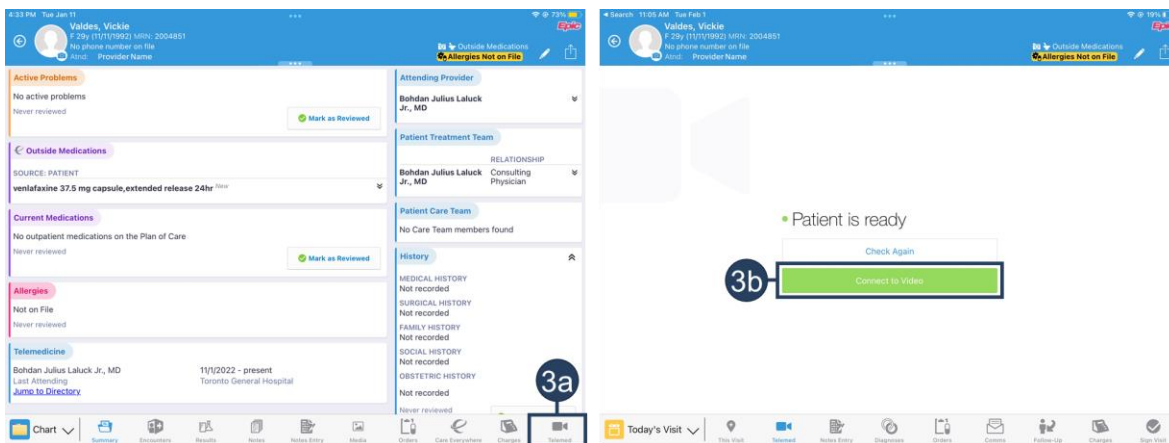 4:33 PM Tue Jan 11
73%
Valdes, Vickie
F 29y (11/11/1992) MRN: 2004851
No phone number on file
Atnd: Provider Name
Epic
Outside Medications
Allergies Not on File
Active Problems
No active problems
Never reviewed
Mark as Reviewed
Outside Medications
SOURCE: PATIENT
venlafaxine 37.5 mg capsule,extended release 24hr New
Current Medications
No outpatient medications on the Plan of Care
Never reviewed
Mark as Reviewed
Allergies
Not on File
Never reviewed
Telemedicine
Bohdan Julius Laluck Jr., MD
Last Attending
Jump to Directory
11/1/2022 - present
Toronto General Hospital
Attending Provider
Bohdan Julius Laluck
Jr., MD
Patient Treatment Team
RELATIONSHIP
Bohdan Julius Laluck
Jr., MD
Consulting
Physician
Patient Care Team
No Care Team members found
History
MEDICAL HISTORY
Not recorded
SURGICAL HISTORY
Not recorded
FAMILY HISTORY
Not recorded
SOCIAL HISTORY
Not recorded
OBSTETRIC HISTORY
Not recorded
Never reviewed
3a
Chart
Summary
Encounters
Results
Notes
Notes Entry
Media
Orders
Care Everywhere
Charges
Telemed
Search 11:05 AM Tue Feb 1
19%
Valdes, Vickie
F 29y (11/11/1992) MRN: 2004851
No phone number on file
Atnd: Provider Name
Outside Medications
Allergies Not on File
Patient is ready
Check Again
3b
Connect to Video
Today's Visit
This Visit
Telemed
Notes Entry
Diagnoses
Orders
Comms
Follow-Up
Charges